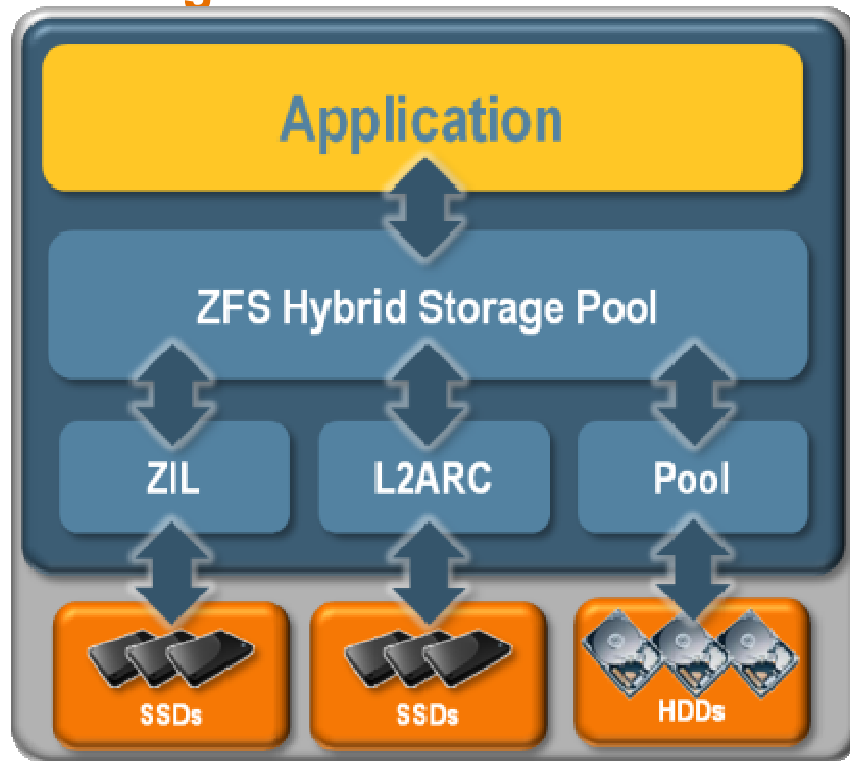 Application
ZFS Hybrid Storage Pool
ZIL
L2ARC
Pool
SSDs
SSDs
HDDs